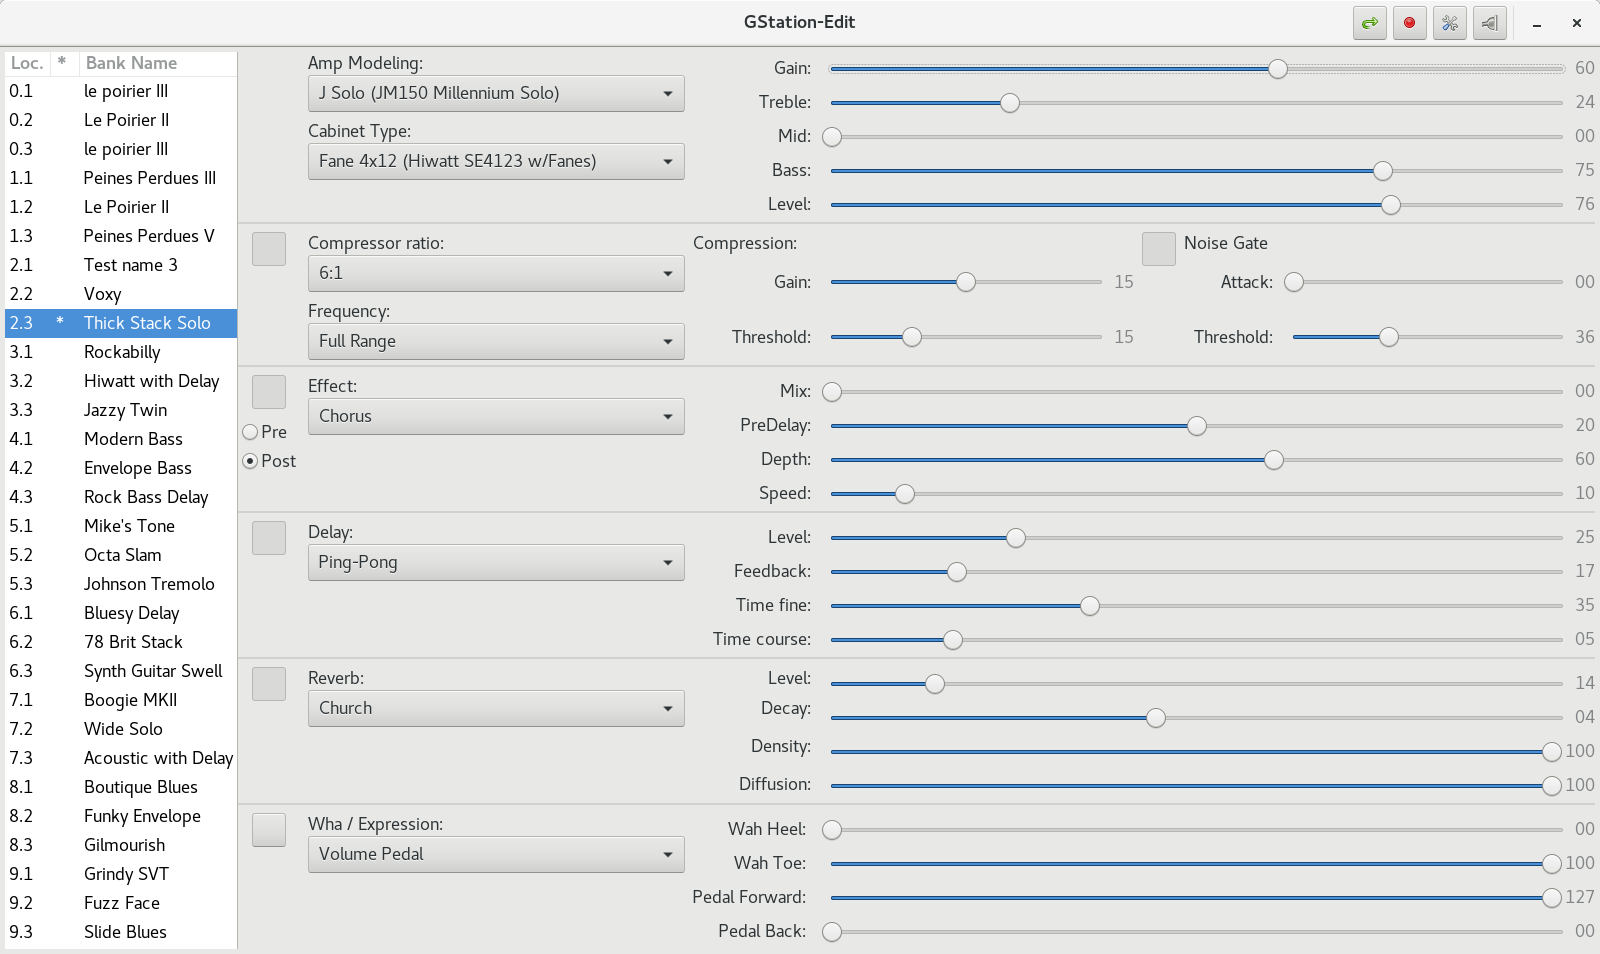 GStation-Edit
Loc. * Bank Name
0.1 le poirier III
0.2 Le Poirier II
0.3 le poirier III
1.1 Peines Perdues III
1.2 Le Poirier II
1.3 Peines Perdues V
2.1 Test name 3
2.2 Voxy
2.3 * Thick Stack Solo
3.1 Rockabilly
3.2 Hiwatt with Delay
3.3 Jazzy Twin
4.1 Modern Bass
4.2 Envelope Bass
4.3 Rock Bass Delay
5.1 Mike's Tone
5.2 Octa Slam
5.3 Johnson Tremolo
6.1 Bluesy Delay
6.2 78 Brit Stack
6.3 Synth Guitar Swell
7.1 Boogie MKII
7.2 Wide Solo
7.3 Acoustic with Delay
8.1 Boutique Blues
8.2 Funky Envelope
8.3 Gilmourish
9.1 Grindy SVT
9.2 Fuzz Face
9.3 Slide Blues
Amp Modeling:
J Solo (JM150 Millennium Solo)
Cabinet Type:
Fane 4x12 (Hiwatt SE4123 w/Fanes)
Gain: 60
Treble: 24
Mid: 00
Bass: 75
Level: 76
Compressor ratio:
6:1
Frequency:
Full Range
Compression:
Gain: 15
Threshold: 15
Noise Gate
Attack: 00
Threshold: 36
Effect:
Chorus
Pre
Post
Mix: 00
PreDelay: 20
Depth: 60
Speed: 10
Delay:
Ping-Pong
Level: 25
Feedback: 17
Time fine: 35
Time course: 05
Reverb:
Church
Level: 14
Decay: 04
Density: 100
Diffusion: 100
Wha / Expression:
Volume Pedal
Wah Heel: 00
Wah Toe: 100
Pedal Forward: 127
Pedal Back: 00